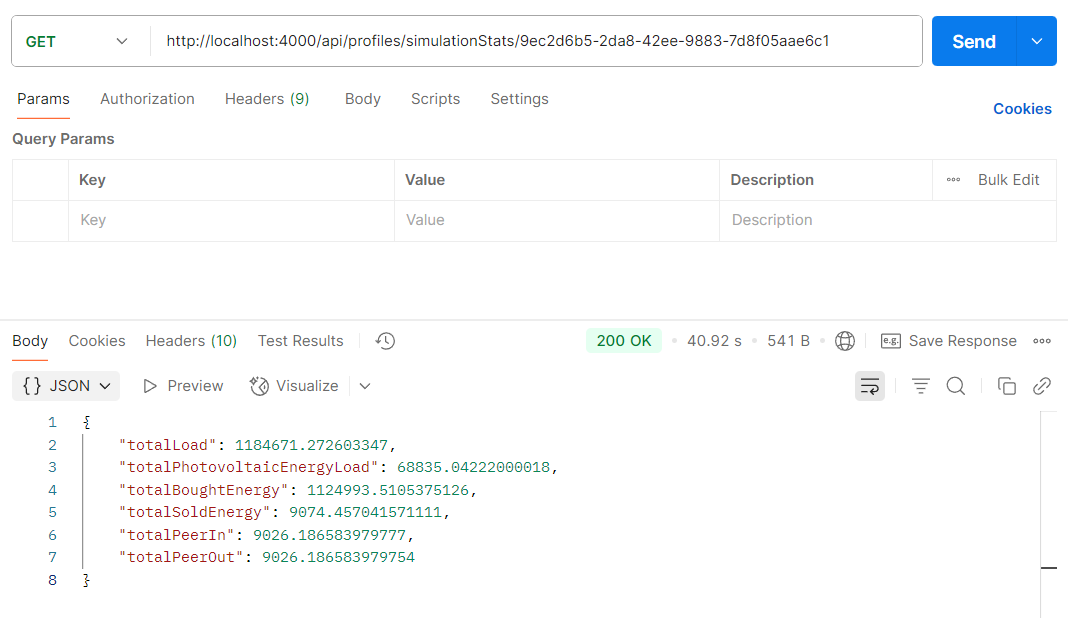 GET http://localhost:4000/api/profiles/simulationStats/9ec2d6b5-2da8-42ee-9883-7d8f05aae6c1 Send
Params Authorization Headers (9) Body Scripts Settings Cookies
Query Params
Key Value Description Bulk Edit
Key Value Description
Body Cookies Headers (10) Test Results 200 OK 40.92 s 541 B e.g. Save Response
{} JSON Preview Visualize
1 {
2 "totalLoad": 1184671.272603347,
3 "totalPhotovoltaicEnergyLoad": 68835.04222000018,
4 "totalBoughtEnergy": 1124993.5105375126,
5 "totalSoldEnergy": 9074.457041571111,
6 "totalPeerIn": 9026.186583979777,
7 "totalPeerOut": 9026.186583979754
8 }